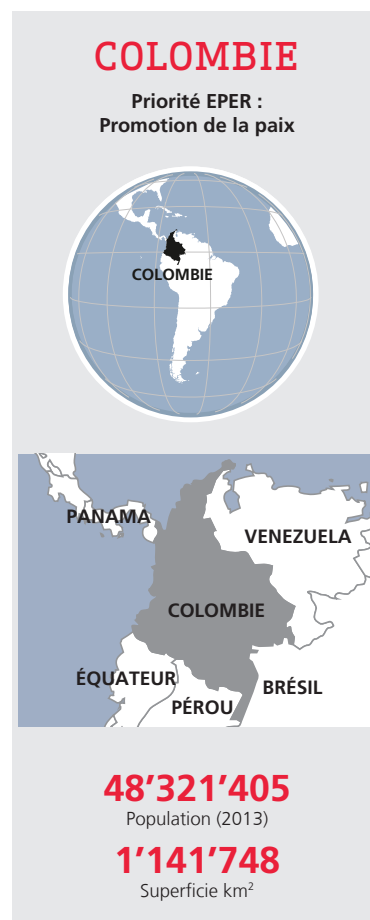 COLOMBIE
Priorité EPER :
Promotion de la paix
COLOMBIE
PANAMA
VENEZUELA
COLOMBIE
ÉQUATEUR
BRÉSIL
PÉROU
48’321’405
Population (2013)
1’141’748
Superficie km²